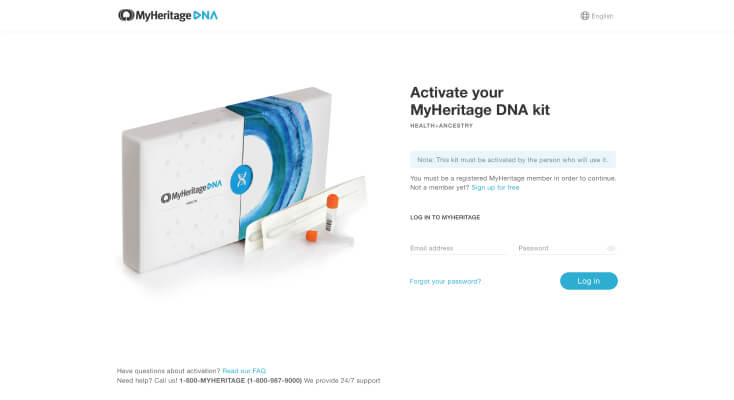 MyHeritage DNA
English
Activate your
MyHeritage DNA kit
HEALTH+ANCESTRY
Note: This kit must be activated by the person who will use it.
You must be a registered MyHeritage member in order to continue.
Not a member yet? Sign up for free
MyHeritage DNA
LOG IN TO MYHERITAGE
Email address
Password
Forgot your password?
Log in
Have questions about activation? Read our FAQ
Need help? Call us! 1-800-MYHERITAGE (1-800-987-9000) We provide 24/7 support